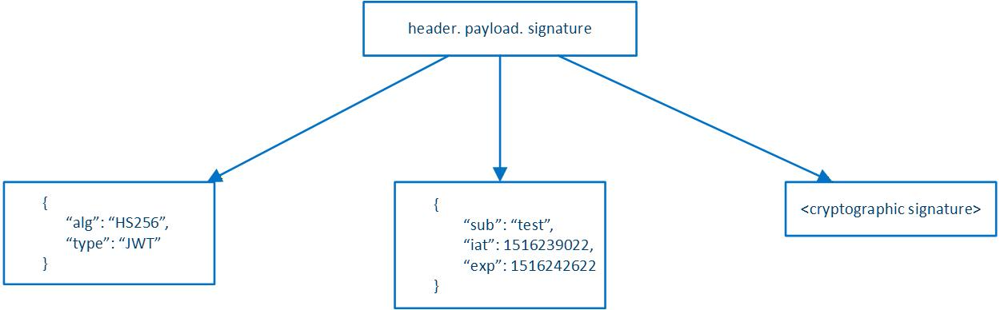 header. payload. signature
{
“alg”: “HS256”,
“type”: “JWT”
}
{
“sub”: “test”,
“iat”: 1516239022,
“exp”: 1516242622
}
<cryptographic signature>